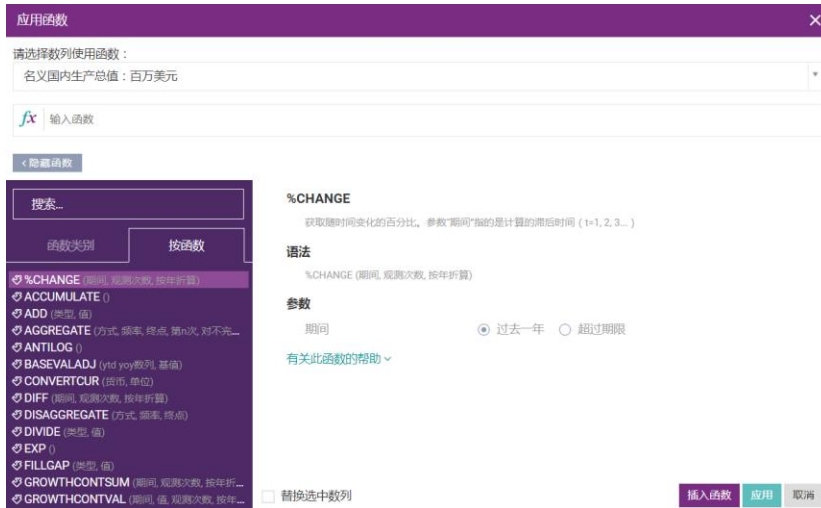 应用函数
请选择数列使用函数：
名义国内生产总值：百万美元
fx 输入函数
<隐藏函数
搜索...
函数类别 按函数
%CHANGE (期间, 观测次数, 按年折算)
ACCUMULATE ()
ADD (类型, 值)
AGGREGATE (方式, 频率, 终点, 第n次, 对不完...
ANTILOG ()
BASEVALADJ (ytd yoy数列, 基值)
CONVERTCUR (货币, 单位)
DIFF (期间, 观测次数, 按年折算)
DISAGGREGATE (方式, 频率, 终点)
DIVIDE (类型, 值)
EXP ()
FILLGAP (类型, 值)
GROWTHCONTSUM (期间, 观测次数, 按年折...
GROWTHCONTVAL (期间, 值, 观测次数, 按年...
%CHANGE
获取随时间变化的百分比。参数"期间"指的是计算的滞后时间 ( t=1, 2, 3... )
语法
%CHANGE (期间, 观测次数, 按年折算)
参数
期间 过去一年 超过期限
有关此函数的帮助
替换选中数列
插入函数 应用 取消